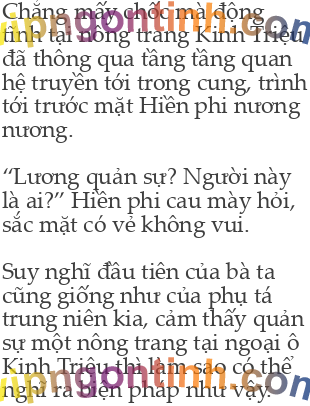 Chẳng mấy chốc mà động
tĩnh tại nông trang Kinh Triệu
đã thông qua tầng tầng quan
hệ truyền tới trong cung, trình
tới trước mặt Hiền phi nương
nương.
“Lương quản sự? Người này
là ai?” Hiền phi cau mày hỏi,
sắc mặt có vẻ không vui.
Suy nghĩ đầu tiên của bà ta
cũng giống như của phụ tá
trung niên kia, cảm thấy quản
sự một nông trang tại ngoại ô
Kinh Triệu thì làm sao có thể
nghĩ ra biện pháp như vậy.